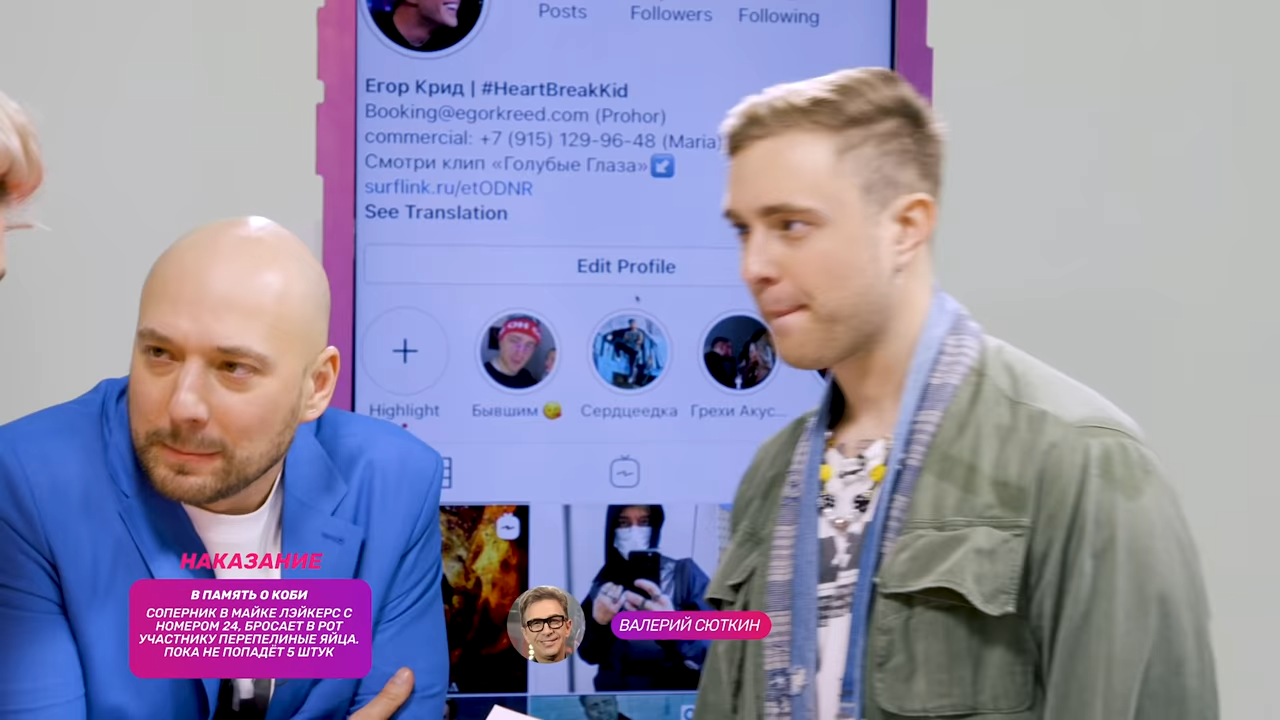 Posts
Followers
Following
Егор Крид | #HeartBreakKid
Booking@egorkreed.com (Prohor)
commercial: +7 (915) 129-96-48 (Maria)
Смотри клип «Голубые Глаза»
surflink.ru/etODNR
See Translation
Edit Profile
Highlight
Бывшим
Сердцеедка
Грехи Акус...
НАКАЗАНИЕ
В ПАМЯТЬ О КОБИ
СОПЕРНИК В МАЙКЕ ЛЭЙКЕРС С
НОМЕРОМ 24, БРОСАЕТ В РОТ
УЧАСТНИКУ ПЕРЕПЕЛИНЫЕ ЯЙЦА.
ПОКА НЕ ПОПАДЁТ 5 ШТУК
ВАЛЕРИЙ СЮТКИН